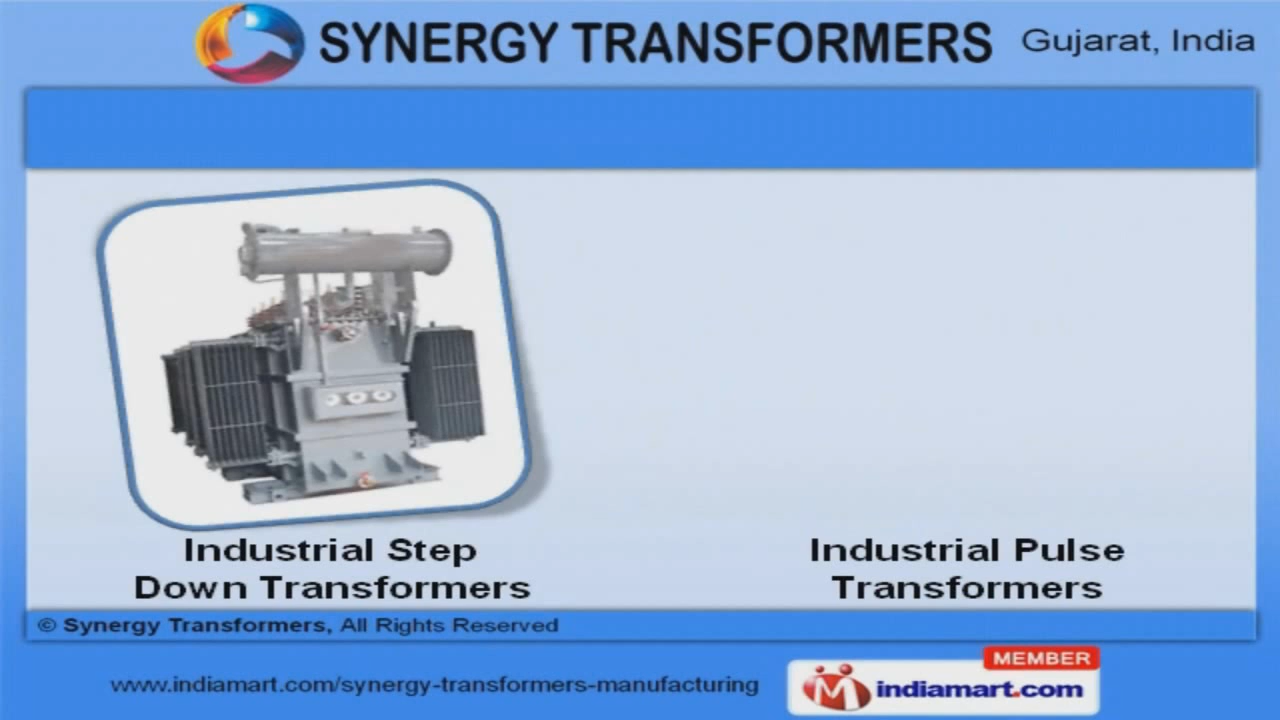 SYNERGY TRANSFORMERS Gujarat, India
Industrial Step
Down Transformers
Industrial Pulse
Transformers
© Synergy Transformers, All Rights Reserved
www.indiamart.com/synergy-transformers-manufacturing
MEMBER
indiamart.com